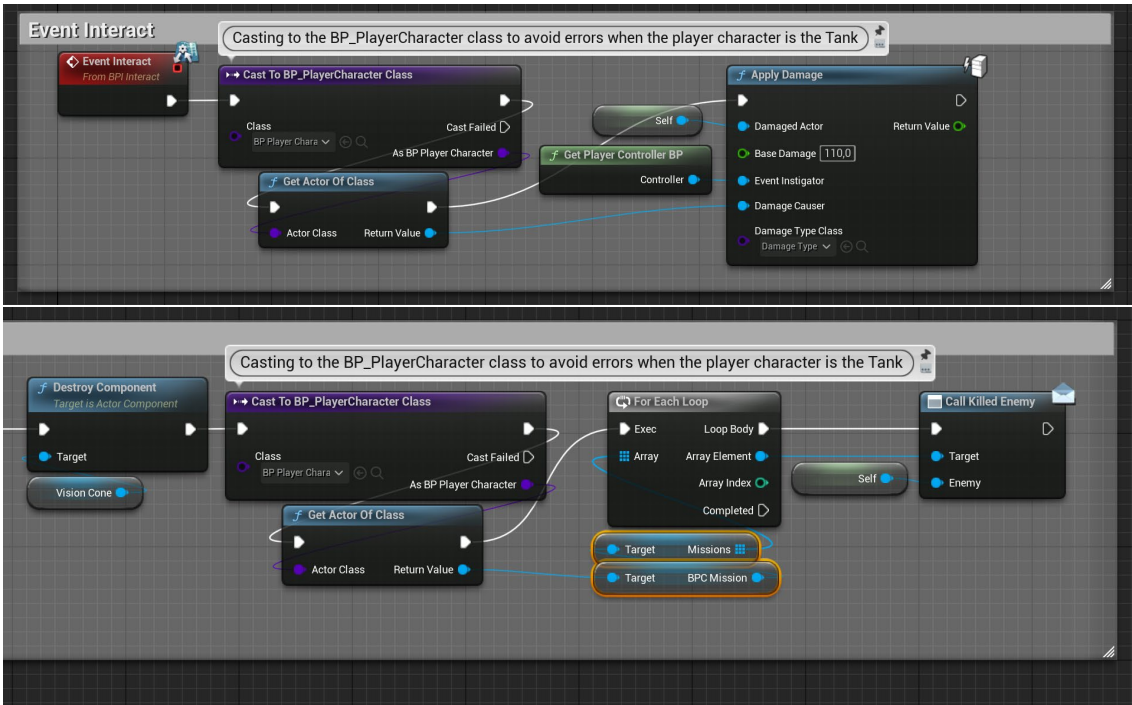 Event Interact
Casting to the BP_PlayerCharacter class to avoid errors when the player character is the Tank
Event Interact
From BPI Interact
Cast To BP_PlayerCharacter Class
Class
BP Player Chara
Cast Failed
As BP Player Character
Get Actor Of Class
Actor Class
Return Value
Self
Get Player Controller BP
Controller
Apply Damage
Damaged Actor
Return Value
Base Damage 110,0
Event Instigator
Damage Causer
Damage Type Class
Damage Type
Casting to the BP_PlayerCharacter class to avoid errors when the player character is the Tank
Destroy Component
Target is Actor Component
Target
Vision Cone
Cast To BP_PlayerCharacter Class
Class
BP Player Chara
Cast Failed
As BP Player Character
Get Actor Of Class
Actor Class
Return Value
For Each Loop
Exec
Loop Body
Array
Array Element
Array Index
Completed
Target
Missions
Target
BPC Mission
Self
Call Killed Enemy
Target
Enemy